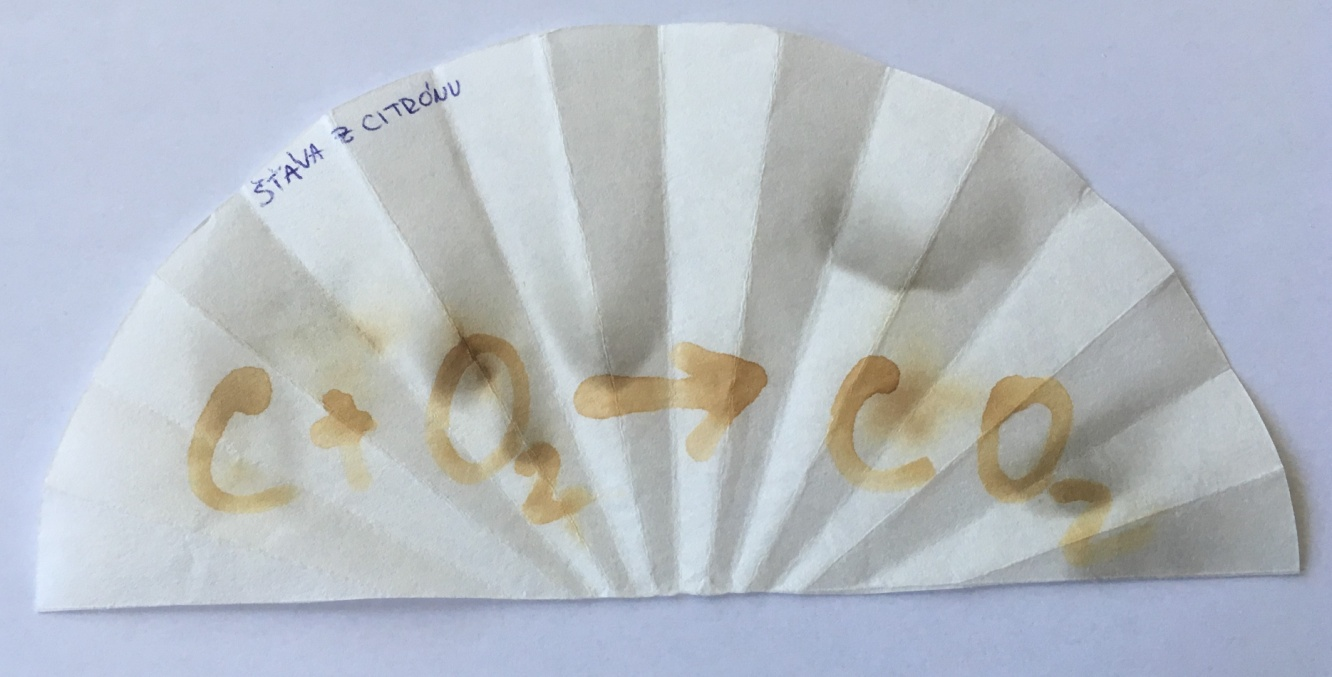 ŠŤÁVA Z CITRÓNU
C + O₂ → CO₂